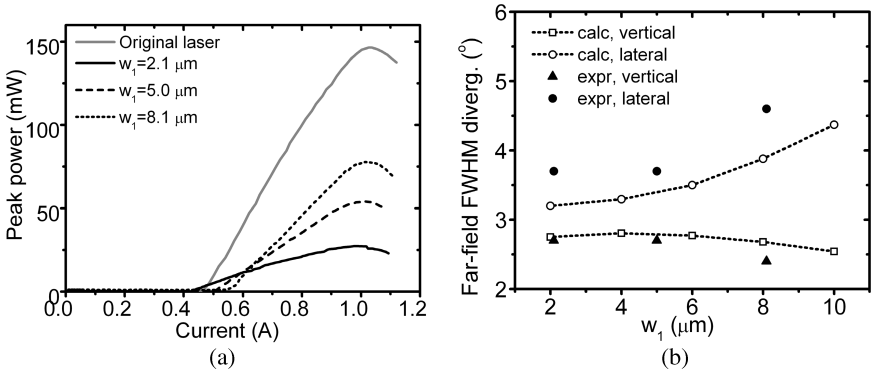 Original laser
w₁=2.1 μm
w₁=5.0 μm
w₁=8.1 μm
150
100
50
0
0.0 0.2 0.4 0.6 0.8 1.0 1.2
Peak power (mW)
Current (A)
(a)
calc, vertical
calc, lateral
expr, vertical
expr, lateral
6
5
4
3
2
2 4 6 8 10
Far-field FWHM diverg. (°)
w₁ (μm)
(b)